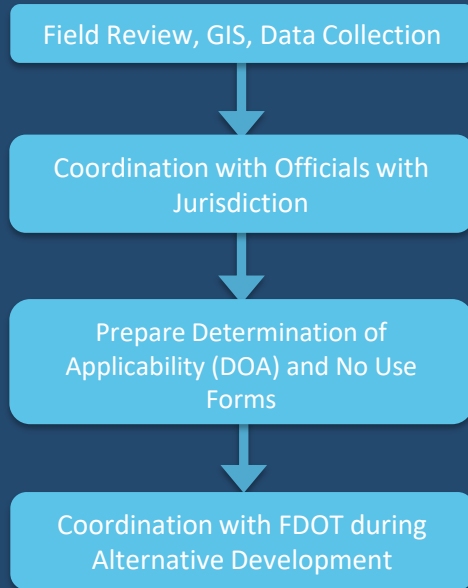 Field Review, GIS, Data Collection
Coordination with Officials with
Jurisdiction
Prepare Determination of
Applicability (DOA) and No Use
Forms
Coordination with FDOT during
Alternative Development